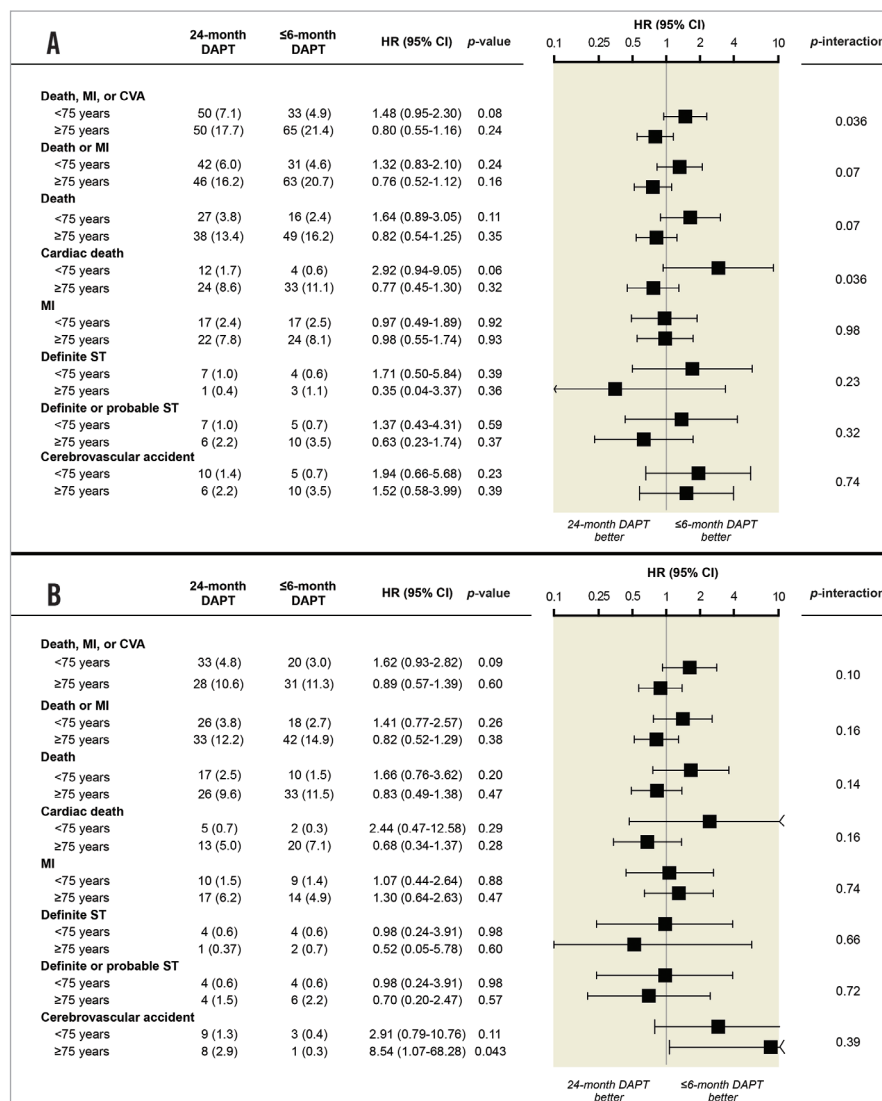 A
24-month DAPT ≤6-month DAPT HR (95% CI) p-value HR (95% CI) p-interaction
0.1 0.25 0.5 1 2 4 10
Death, MI, or CVA
<75 years 50 (7.1) 33 (4.9) 1.48 (0.95-2.30) 0.08
≥75 years 50 (17.7) 65 (21.4) 0.80 (0.55-1.16) 0.24
0.036
Death or MI
<75 years 42 (6.0) 31 (4.6) 1.32 (0.83-2.10) 0.24
≥75 years 46 (16.2) 63 (20.7) 0.76 (0.52-1.12) 0.16
0.07
Death
<75 years 27 (3.8) 16 (2.4) 1.64 (0.89-3.05) 0.11
≥75 years 38 (13.4) 49 (16.2) 0.82 (0.54-1.25) 0.35
0.07
Cardiac death
<75 years 12 (1.7) 4 (0.6) 2.92 (0.94-9.05) 0.06
≥75 years 24 (8.6) 33 (11.1) 0.77 (0.45-1.30) 0.32
0.036
MI
<75 years 17 (2.4) 17 (2.5) 0.97 (0.49-1.89) 0.92
≥75 years 22 (7.8) 24 (8.1) 0.98 (0.55-1.74) 0.93
0.98
Definite ST
<75 years 7 (1.0) 4 (0.6) 1.71 (0.50-5.84) 0.39
≥75 years 1 (0.4) 3 (1.1) 0.35 (0.04-3.37) 0.36
0.23
Definite or probable ST
<75 years 7 (1.0) 5 (0.7) 1.37 (0.43-4.31) 0.59
≥75 years 6 (2.2) 10 (3.5) 0.63 (0.23-1.74) 0.37
0.32
Cerebrovascular accident
<75 years 10 (1.4) 5 (0.7) 1.94 (0.66-5.68) 0.23
≥75 years 6 (2.2) 10 (3.5) 1.52 (0.58-3.99) 0.39
0.74
24-month DAPT better ≤6-month DAPT better
B
24-month DAPT ≤6-month DAPT HR (95% CI) p-value HR (95% CI) p-interaction
0.1 0.25 0.5 1 2 4 10
Death, MI, or CVA
<75 years 33 (4.8) 20 (3.0) 1.62 (0.93-2.82) 0.09
≥75 years 28 (10.6) 31 (11.3) 0.89 (0.57-1.39) 0.60
0.10
Death or MI
<75 years 26 (3.8) 18 (2.7) 1.41 (0.77-2.57) 0.26
≥75 years 33 (12.2) 42 (14.9) 0.82 (0.52-1.29) 0.38
0.16
Death
<75 years 17 (2.5) 10 (1.5) 1.66 (0.76-3.62) 0.20
≥75 years 26 (9.6) 33 (11.5) 0.83 (0.49-1.38) 0.47
0.14
Cardiac death
<75 years 5 (0.7) 2 (0.3) 2.44 (0.47-12.58) 0.29
≥75 years 13 (5.0) 20 (7.1) 0.68 (0.34-1.37) 0.28
0.16
MI
<75 years 10 (1.5) 9 (1.4) 1.07 (0.44-2.64) 0.88
≥75 years 17 (6.2) 14 (4.9) 1.30 (0.64-2.63) 0.47
0.74
Definite ST
<75 years 4 (0.6) 4 (0.6) 0.98 (0.24-3.91) 0.98
≥75 years 1 (0.37) 2 (0.7) 0.52 (0.05-5.78) 0.60
0.66
Definite or probable ST
<75 years 4 (0.6) 4 (0.6) 0.98 (0.24-3.91) 0.98
≥75 years 4 (1.5) 6 (2.2) 0.70 (0.20-2.47) 0.57
0.72
Cerebrovascular accident
<75 years 9 (1.3) 3 (0.4) 2.91 (0.79-10.76) 0.11
≥75 years 8 (2.9) 1 (0.3) 8.54 (1.07-68.28) 0.043
0.39
24-month DAPT better ≤6-month DAPT better